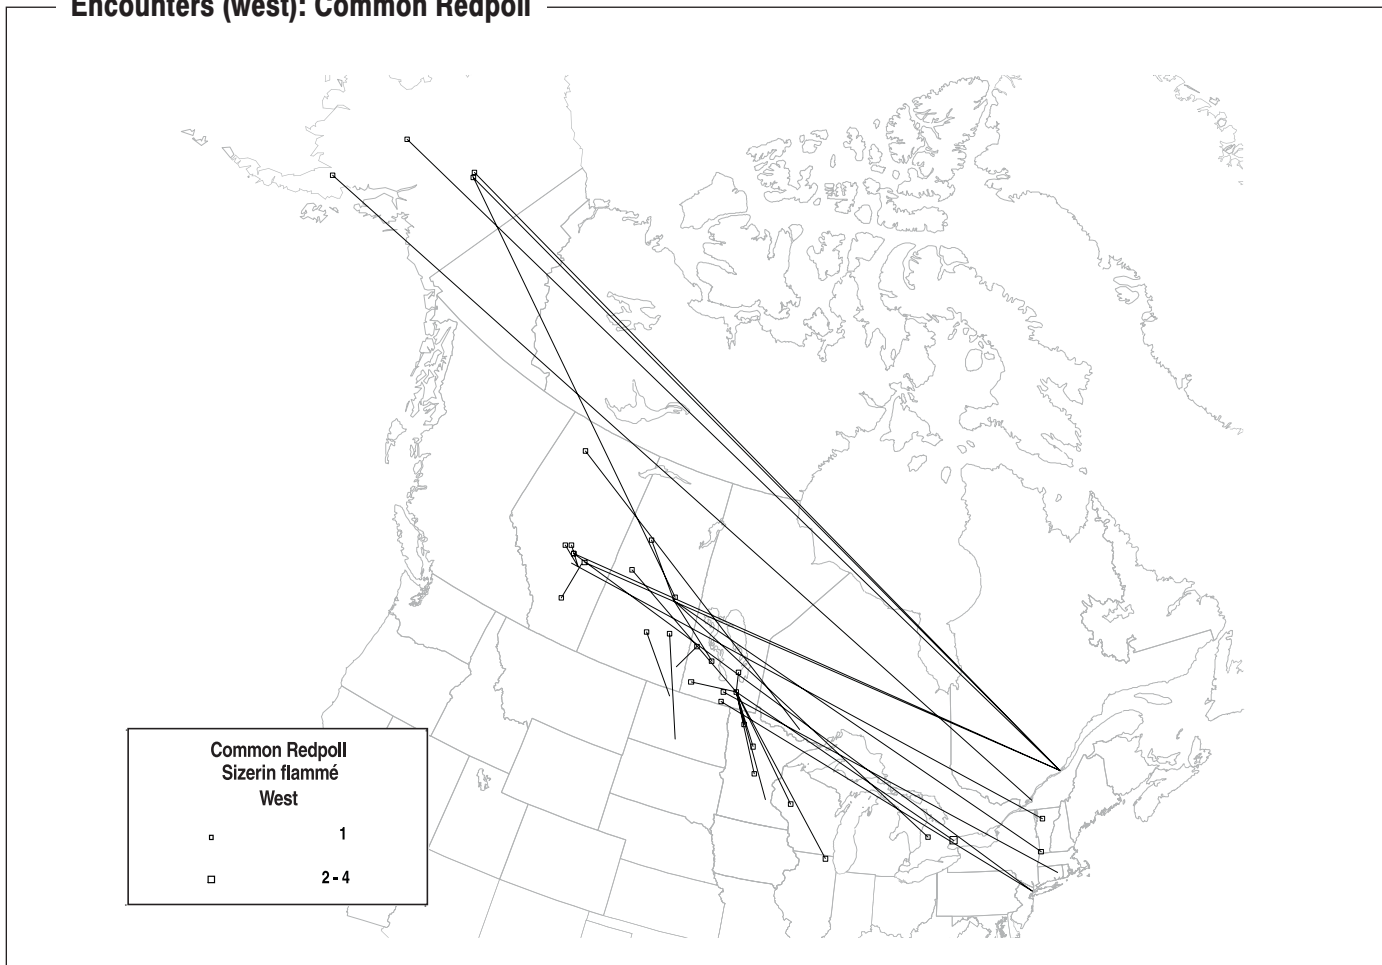 Encounters (west): Common Redpoll
Common Redpoll
Sizerin flammé
West
1
2 - 4